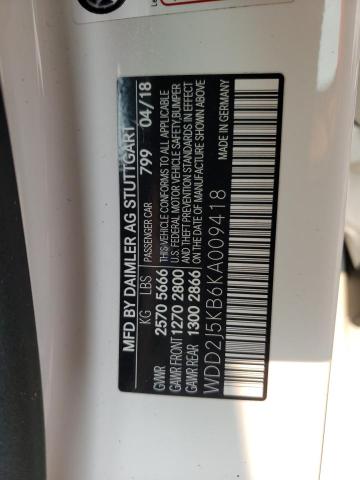 MFD BY DAIMLER AG STUTTGART
KG LBS PASSENGER CAR 799 04/18
GVWR 2570 5666
GAWR FRONT 1270 2800
GAWR REAR 1300 2866
THIS VEHICLE CONFORMS TO ALL APPLICABLE
U.S. FEDERAL MOTOR VEHICLE SAFETY, BUMPER
AND THEFT PREVENTION STANDARDS IN EFFECT
ON THE DATE OF MANUFACTURE SHOWN ABOVE
WDD2J5KB6KA009418
MADE IN GERMANY